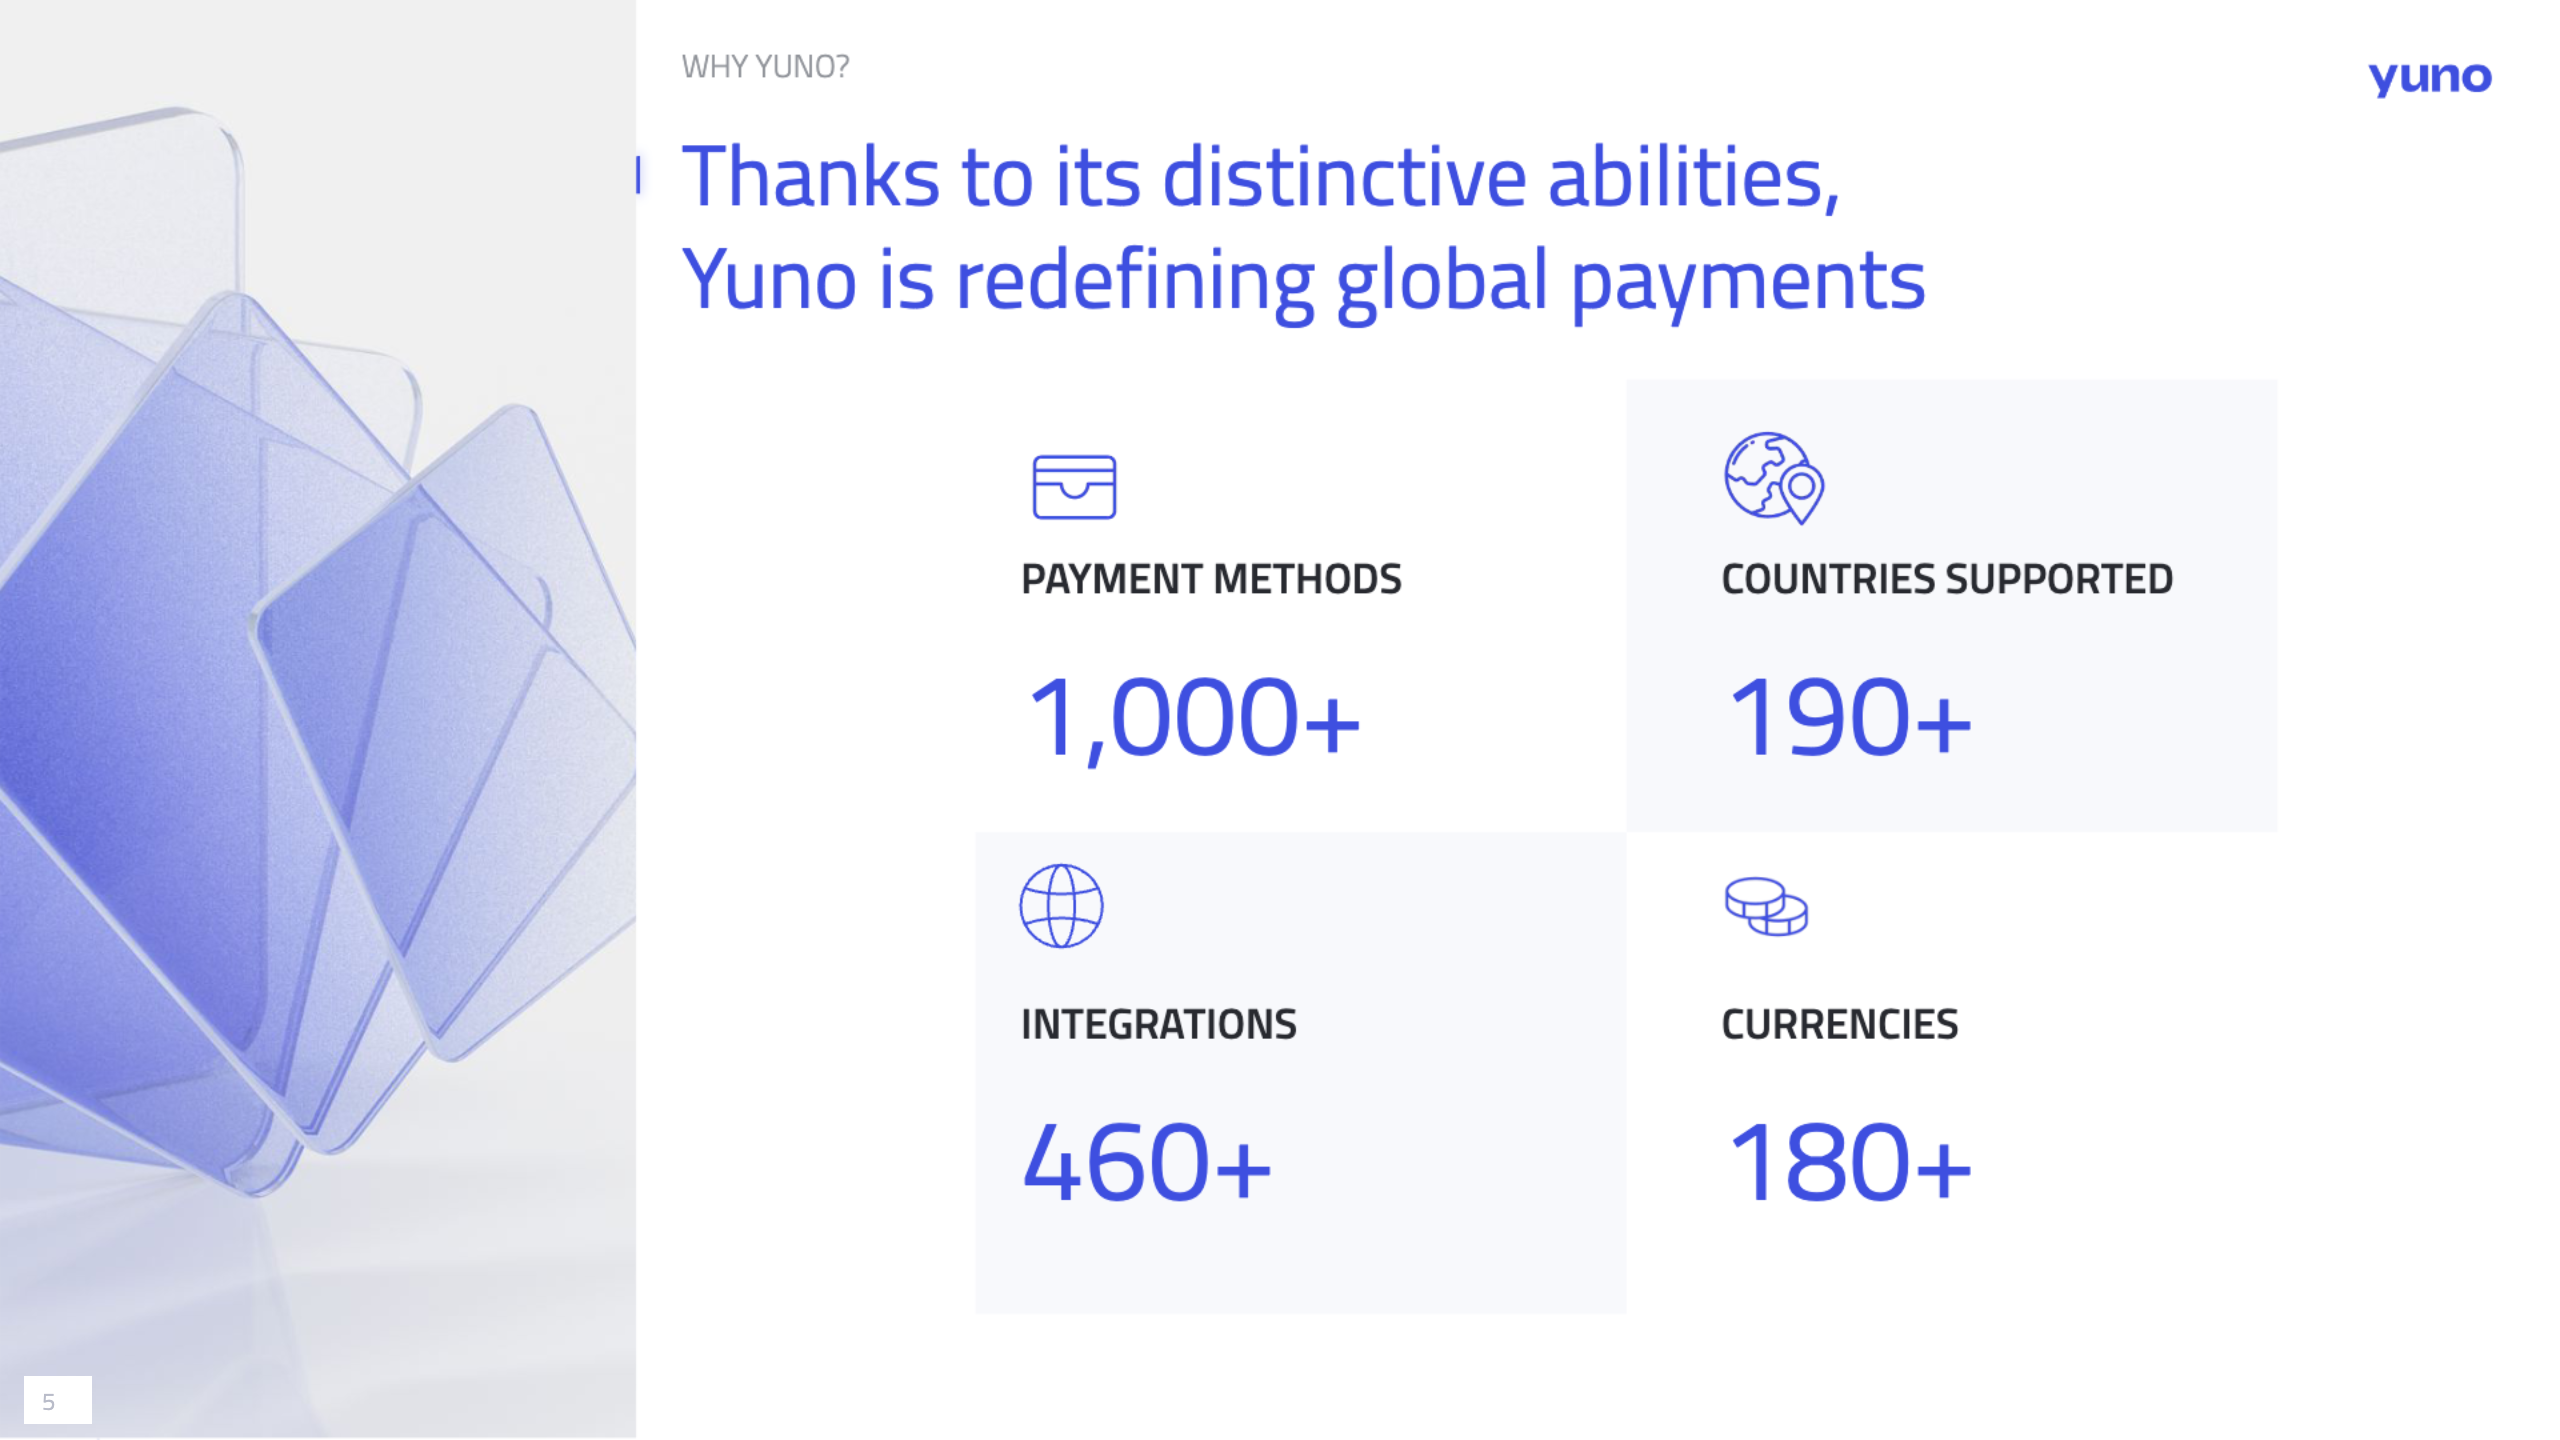 WHY YUNO?
yuno
Thanks to its distinctive abilities,
Yuno is redefining global payments
PAYMENT METHODS
1,000+
COUNTRIES SUPPORTED
190+
INTEGRATIONS
460+
CURRENCIES
180+
5